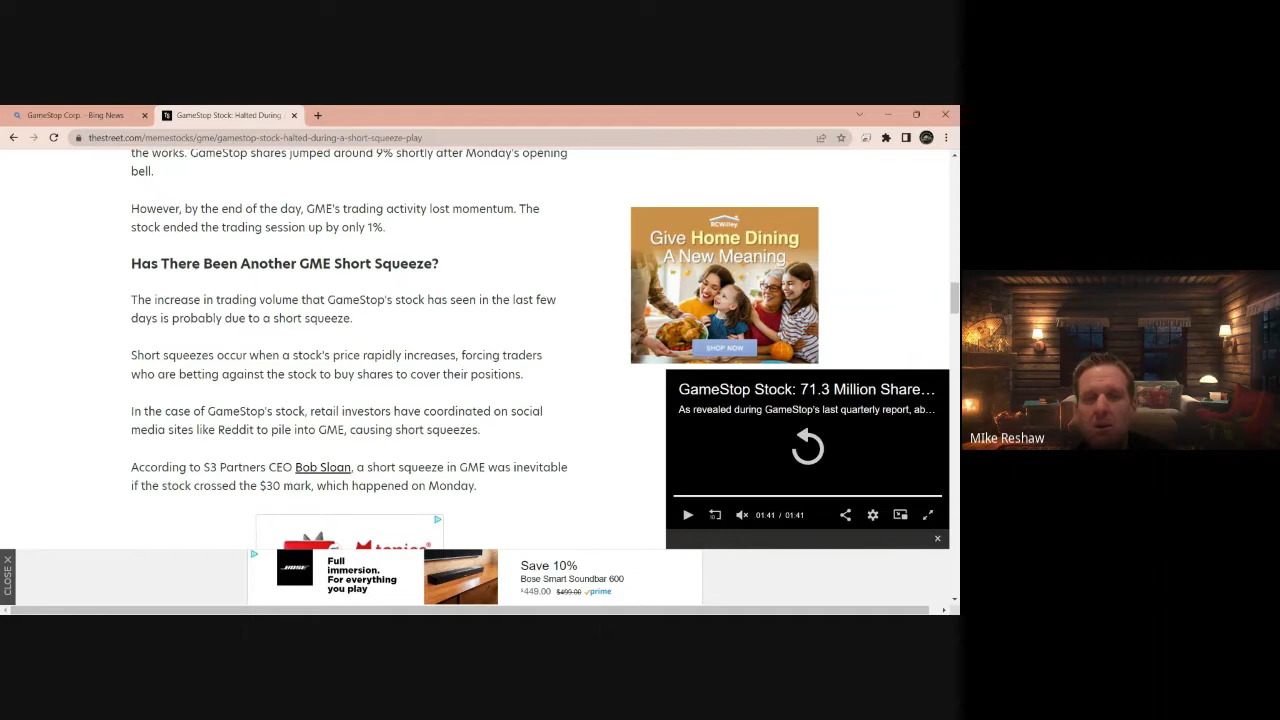 GameStop Corp. - Bing News
GameStop Stock: Halted During
thestreet.com/memestocks/gme/gamestop-stock-halted-during-a-short-squeeze-play
the works. GameStop shares jumped around 9% shortly after Monday's opening
bell.
However, by the end of the day, GME's trading activity lost momentum. The
stock ended the trading session up by only 1%.
Has There Been Another GME Short Squeeze?
The increase in trading volume that GameStop's stock has seen in the last few
days is probably due to a short squeeze.
Short squeezes occur when a stock's price rapidly increases, forcing traders
who are betting against the stock to buy shares to cover their positions.
In the case of GameStop's stock, retail investors have coordinated on social
media sites like Reddit to pile into GME, causing short squeezes.
According to S3 Partners CEO Bob Sloan, a short squeeze in GME was inevitable
if the stock crossed the $30 mark, which happened on Monday.
RCWilley
Give Home Dining
A New Meaning
SHOP NOW
GameStop Stock: 71.3 Million Share...
As revealed during GameStop's last quarterly report, ab...
10
01:41 / 01:41
CLOSE X
BOSE
Full
immersion.
For everything
you play
Save 10%
Bose Smart Soundbar 600
$449.00 $499.00 prime
MIke Reshaw